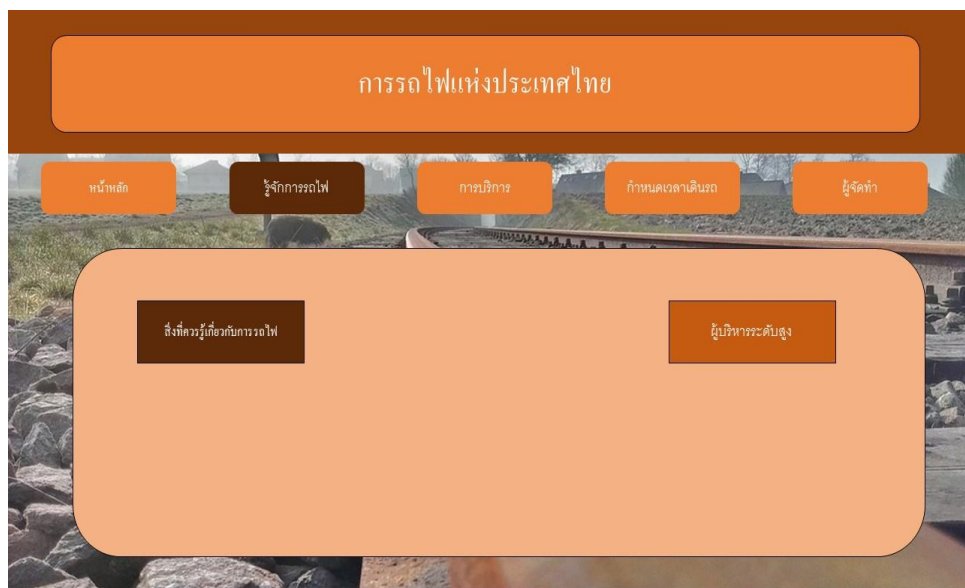 การรถไฟแห่งประเทศไทย
หน้าหลัก
รู้จักการรถไฟ
การบริการ
กำหนดเวลาเดินรถ
ผู้จัดทำ
สิ่งที่ควรรู้เกี่ยวกับการรถไฟ
ผู้บริหารระดับสูง